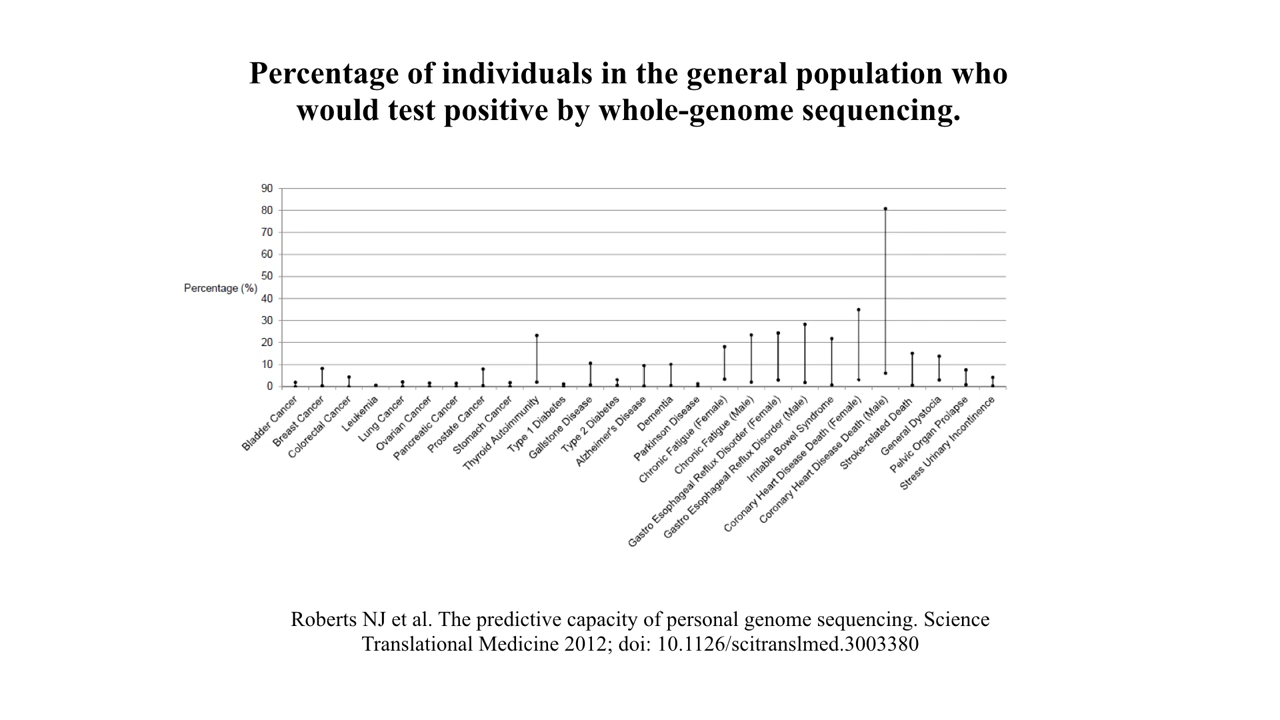 Percentage of individuals in the general population who
would test positive by whole-genome sequencing.
90
80
70
60
50
Percentage (%)
40
30
20
10
0
Bladder Cancer
Breast Cancer
Colorectal Cancer
Leukemia
Lung Cancer
Ovarian Cancer
Pancreatic Cancer
Prostate Cancer
Stomach Cancer
Thyroid Autoimmunity
Type 1 Diabetes
Gallstone Disease
Type 2 Diabetes
Alzheimer's Disease
Dementia
Parkinson Disease
Chronic Fatigue (Female)
Chronic Fatigue (Male)
Gastro Esophageal Reflux Disorder (Female)
Gastro Esophageal Reflux Disorder (Male)
Irritable Bowel Syndrome
Coronary Heart Disease Death (Female)
Coronary Heart Disease Death (Male)
Stroke-related Death
General Dystocia
Pelvic Organ Prolapse
Stress Urinary Incontinence
Roberts NJ et al. The predictive capacity of personal genome sequencing. Science
Translational Medicine 2012; doi: 10.1126/scitranslmed.3003380